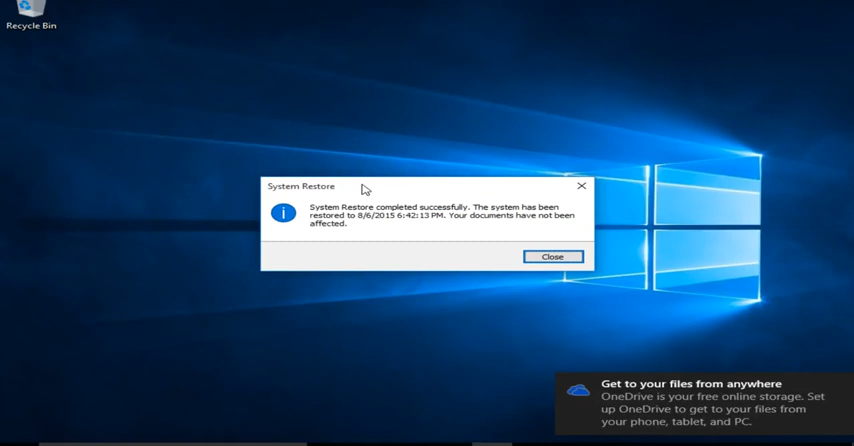 Recycle Bin
System Restore
System Restore completed successfully. The system has been
restored to 8/6/2015 6:42:13 PM. Your documents have not been
affected.
Close
Get to your files from anywhere
OneDrive is your free online storage. Set
up OneDrive to get to your files from
your phone, tablet, and PC.